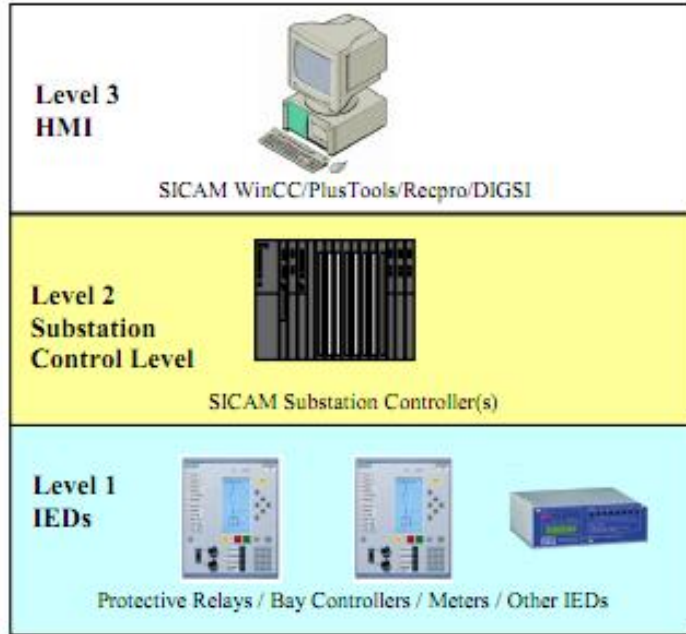 Level 3
HMI
SICAM WinCC/PlusTools/Recpro/DIGSI
Level 2
Substation
Control Level
SICAM Substation Controller(s)
Level 1
IEDs
Protective Relays / Bay Controllers / Meters / Other IEDs